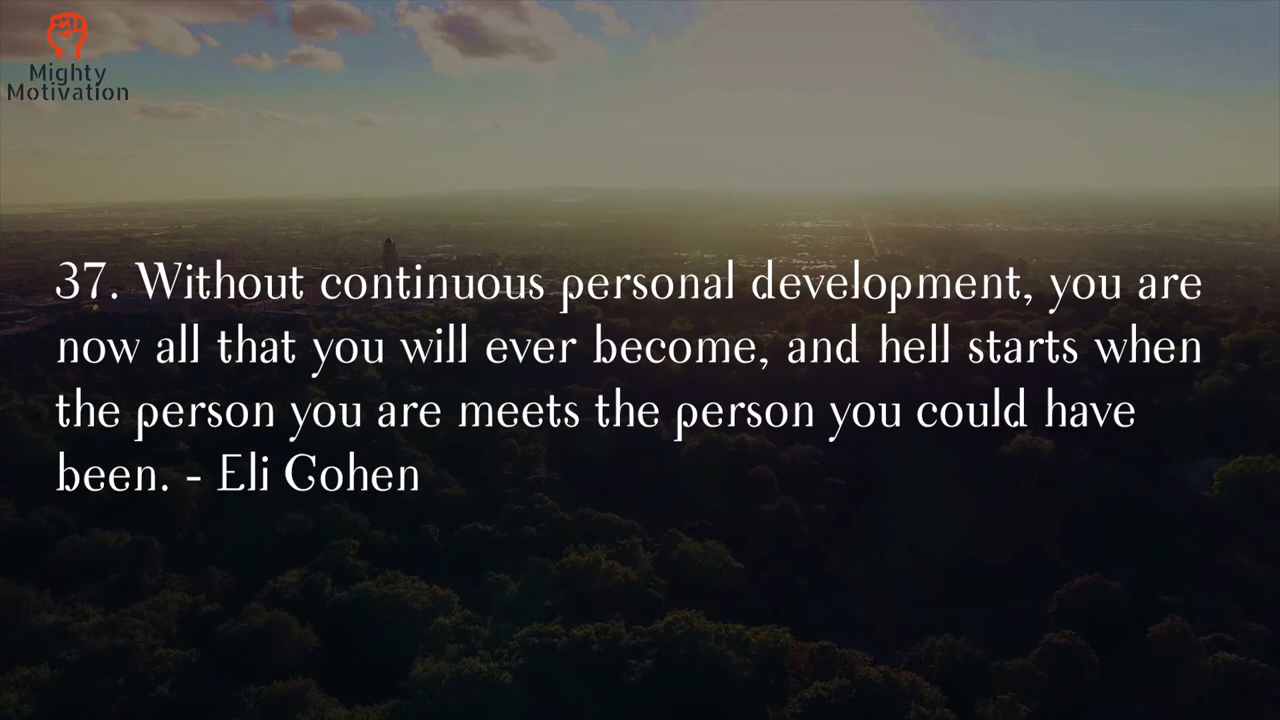 Mighty
Motivation
37. Without continuous personal development, you are
now all that you will ever become, and hell starts when
the person you are meets the person you could have
been. - Eli Cohen